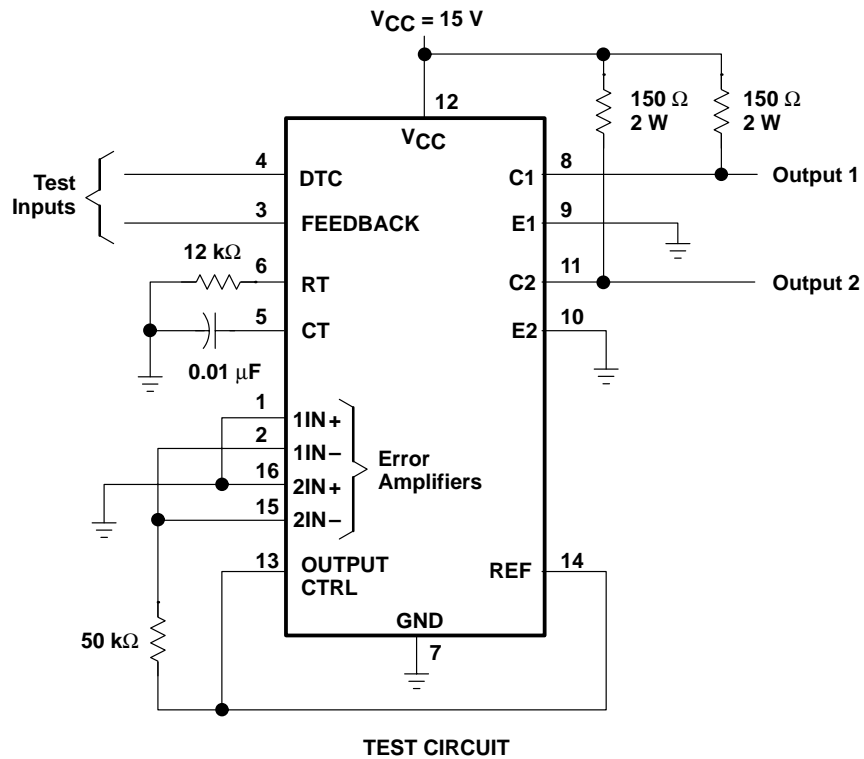 VCC = 15 V
12
VCC
150 Ω
2 W
150 Ω
2 W
Test
Inputs
4
DTC
3
FEEDBACK
12 kΩ
6
RT
5
CT
0.01 μF
C1
8
Output 1
E1
9
C2
11
Output 2
E2
10
1
1IN+
2
1IN−
16
2IN+
15
2IN−
Error
Amplifiers
13
OUTPUT
CTRL
REF
14
GND
7
50 kΩ
TEST CIRCUIT